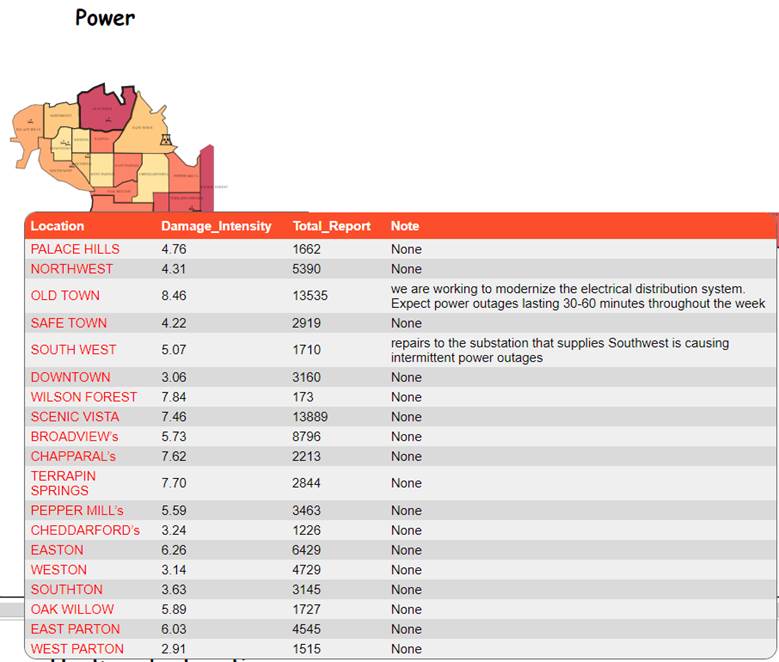 Power
Location Damage_Intensity Total_Report Note
PALACE HILLS 4.76 1662 None
NORTHWEST 4.31 5390 None
OLD TOWN 8.46 13535 we are working to modernize the electrical distribution system.
Expect power outages lasting 30-60 minutes throughout the week
SAFE TOWN 4.22 2919 None
SOUTH WEST 5.07 1710 repairs to the substation that supplies Southwest is causing
intermittent power outages
DOWNTOWN 3.06 3160 None
WILSON FOREST 7.84 173 None
SCENIC VISTA 7.46 13889 None
BROADVIEW's 5.73 8796 None
CHAPPARAL's 7.62 2213 None
TERRAPIN
SPRINGS 7.70 2844 None
PEPPER MILL's 5.59 3463 None
CHEDDARFORD's 3.24 1226 None
EASTON 6.26 6429 None
WESTON 3.14 4729 None
SOUTHTON 3.63 3145 None
OAK WILLOW 5.89 1727 None
EAST PARTON 6.03 4545 None
WEST PARTON 2.91 1515 None